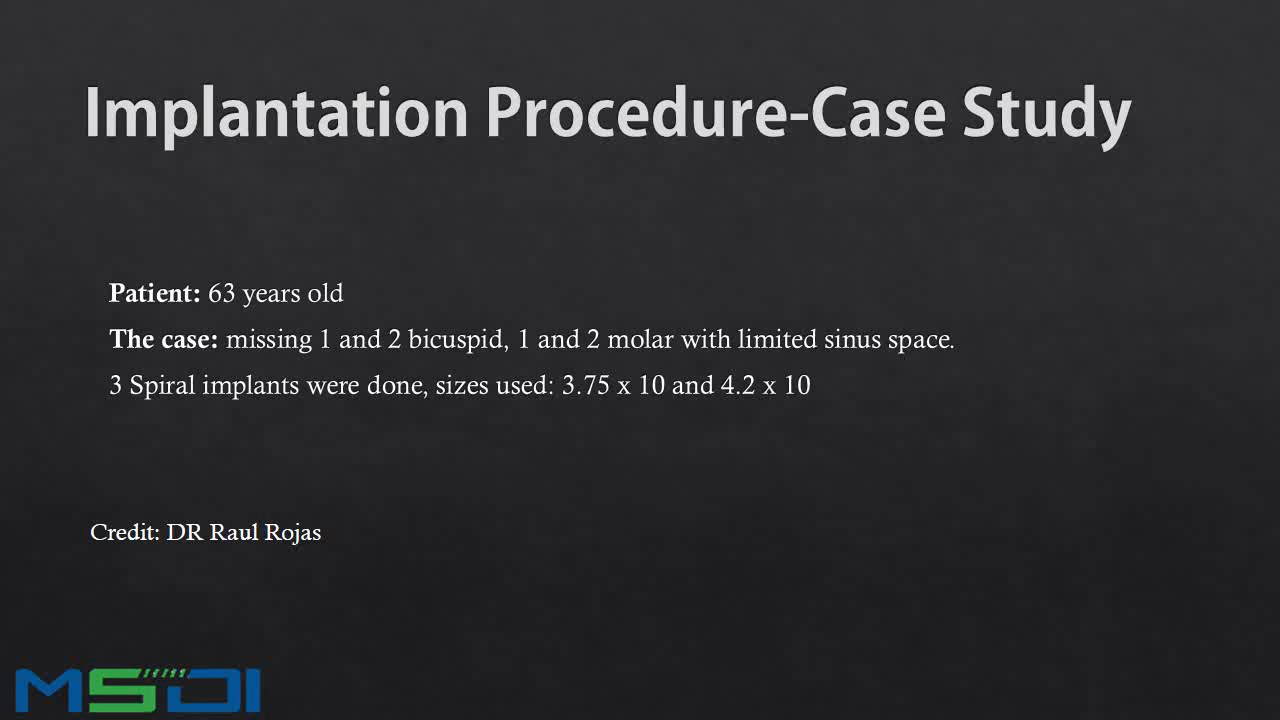 Implantation Procedure-Case Study
Patient: 63 years old
The case: missing 1 and 2 bicuspid, 1 and 2 molar with limited sinus space.
3 Spiral implants were done, sizes used: 3.75 x 10 and 4.2 x 10
Credit: DR Raul Rojas
MSDI